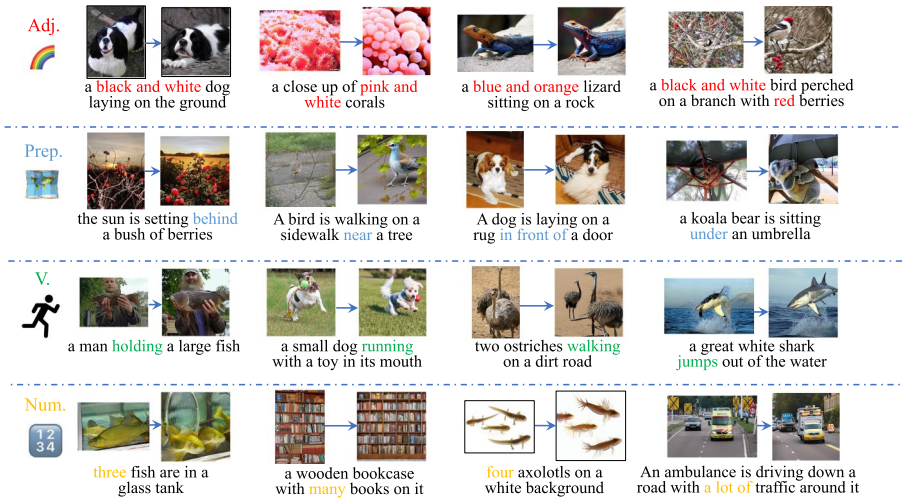 Adj.
a black and white dog
laying on the ground
a close up of pink and
white corals
a blue and orange lizard
sitting on a rock
a black and white bird perched
on a branch with red berries
Prep.
the sun is setting behind
a bush of berries
A bird is walking on a
sidewalk near a tree
A dog is laying on a
rug in front of a door
a koala bear is sitting
under an umbrella
V.
a man holding a large fish
a small dog running
with a toy in its mouth
two ostriches walking
on a dirt road
a great white shark
jumps out of the water
Num.
12
34
three fish are in a
glass tank
a wooden bookcase
with many books on it
four axolotls on a
white background
An ambulance is driving down a
road with a lot of traffic around it